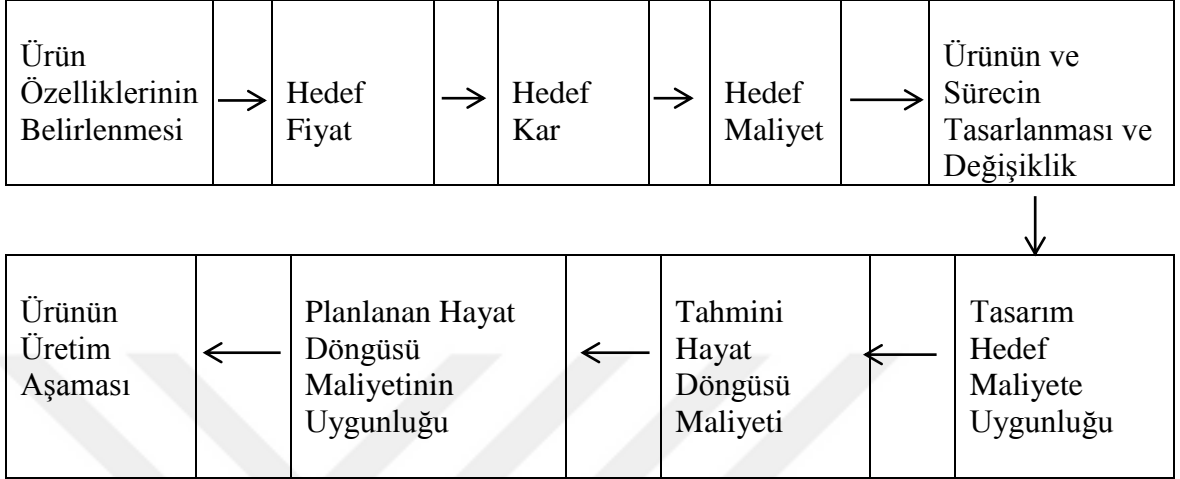 Ürün
Özelliklerinin
Belirlenmesi
Hedef
Fiyat
Hedef
Kar
Hedef
Maliyet
Ürünün ve
Sürecin
Tasarlanması ve
Değişiklik
Tasarım
Hedef
Maliyete
Uygunluğu
Tahmini
Hayat
Döngüsü
Maliyeti
Planlanan Hayat
Döngüsü
Maliyetinin
Uygunluğu
Ürünün
Üretim
Aşaması